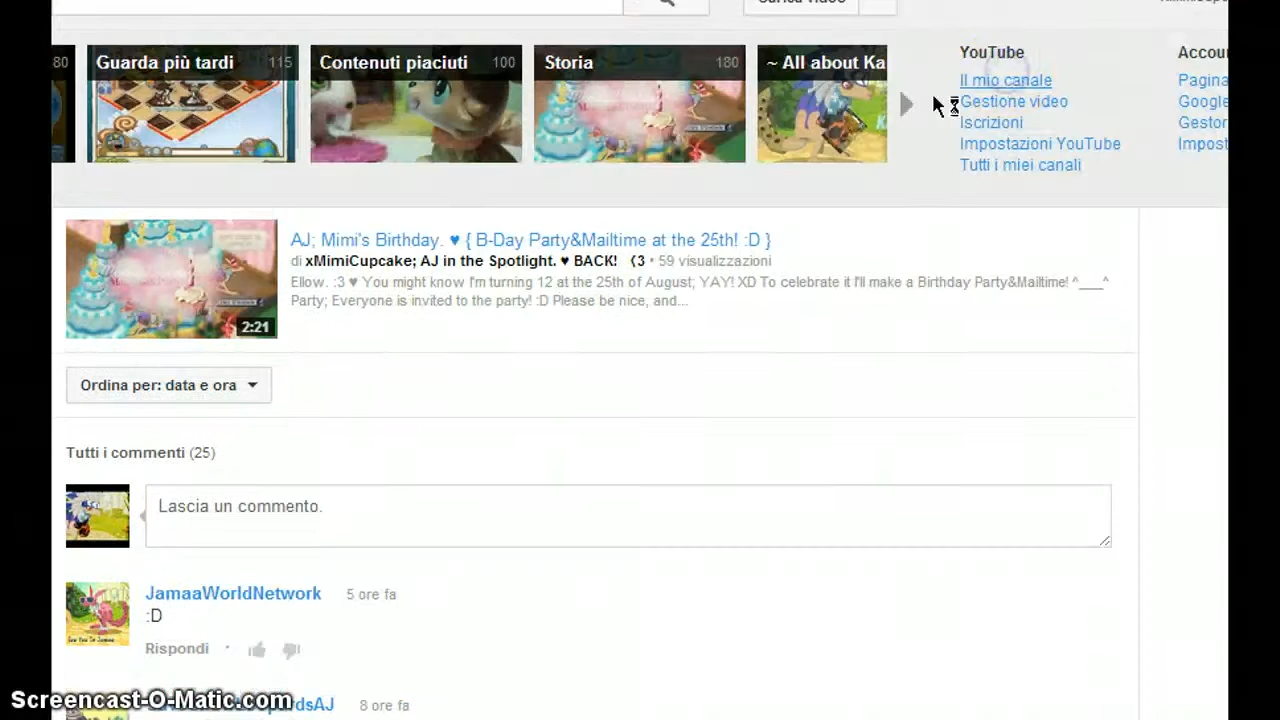 Carica video
80
Guarda più tardi 115
Contenuti piaciuti 100
Storia 180
~ All about Ka
YouTube
Il mio canale
Gestione video
Iscrizioni
Impostazioni YouTube
Tutti i miei canali
Accou
Pagina
Google
Gestor
Impost
AJ; Mimi's Birthday. ♥ { B-Day Party&Mailtime at the 25th! :D }
di xMimiCupcake; AJ in the Spotlight. ♥ BACK! (3 • 59 visualizzazioni
Ellow. :3 ♥ You might know I'm turning 12 at the 25th of August; YAY! XD To celebrate it I'll make a Birthday Party&Mailtime! ^___^
Party; Everyone is invited to the party! :D Please be nice, and...
2:21
Ordina per: data e ora
Tutti i commenti (25)
Lascia un commento.
JamaaWorldNetwork 5 ore fa
:D
Rispondi
8 ore fa
Screencast-O-Matic.com